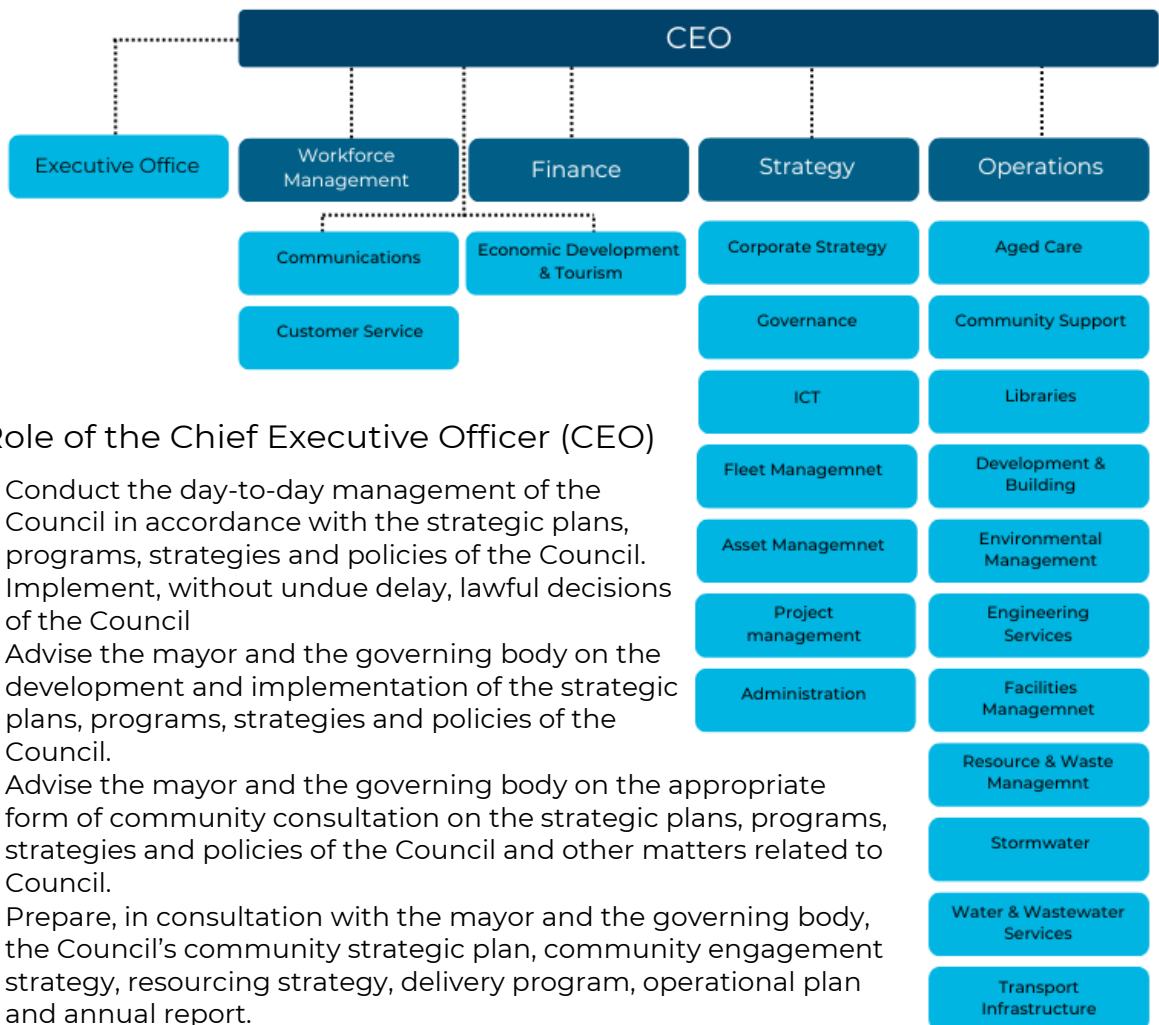 CEO
Executive Office
Workforce
Management
Finance
Strategy
Operations
Communications
Customer Service
Economic Development
& Tourism
Corporate Strategy
Governance
ICT
Fleet Managemnet
Asset Managemnet
Project
management
Administration
Aged Care
Community Support
Libraries
Development &
Building
Environmental
Management
Engineering
Services
Facilities
Managemnet
Resource & Waste
Managemnt
Stormwater
Water & Wastewater
Services
Transport
Infrastructure
Role of the Chief Executive Officer (CEO)
Conduct the day-to-day management of the
Council in accordance with the strategic plans,
programs, strategies and policies of the Council.
Implement, without undue delay, lawful decisions
of the Council
Advise the mayor and the governing body on the
development and implementation of the strategic
plans, programs, strategies and policies of the
Council.
Advise the mayor and the governing body on the appropriate
form of community consultation on the strategic plans, programs,
strategies and policies of the Council and other matters related to
Council.
Prepare, in consultation with the mayor and the governing body,
the Council’s community strategic plan, community engagement
strategy, resourcing strategy, delivery program, operational plan
and annual report.